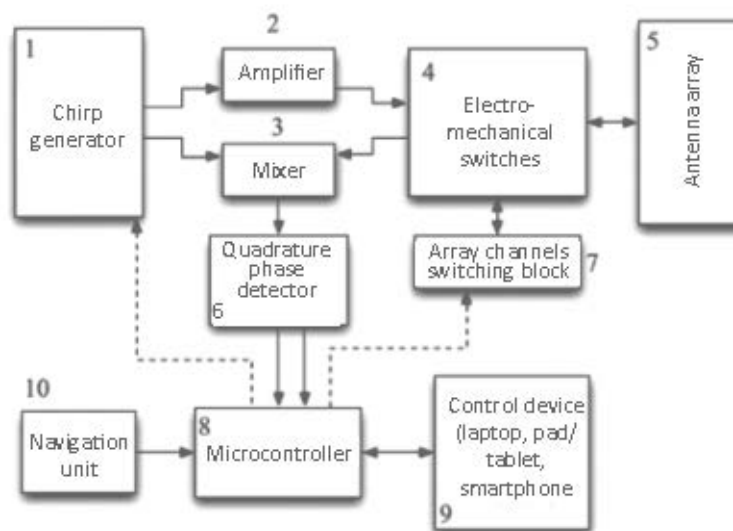 1
Chirp
generator
2
Amplifier
3
Mixer
4
Electro-
mechanical
switches
5
Antenna array
Quadrature
phase
detector
6
Array channels
switching block
7
8
Microcontroller
Control device
(laptop, pad/
tablet,
smartphone
9
10
Navigation
unit